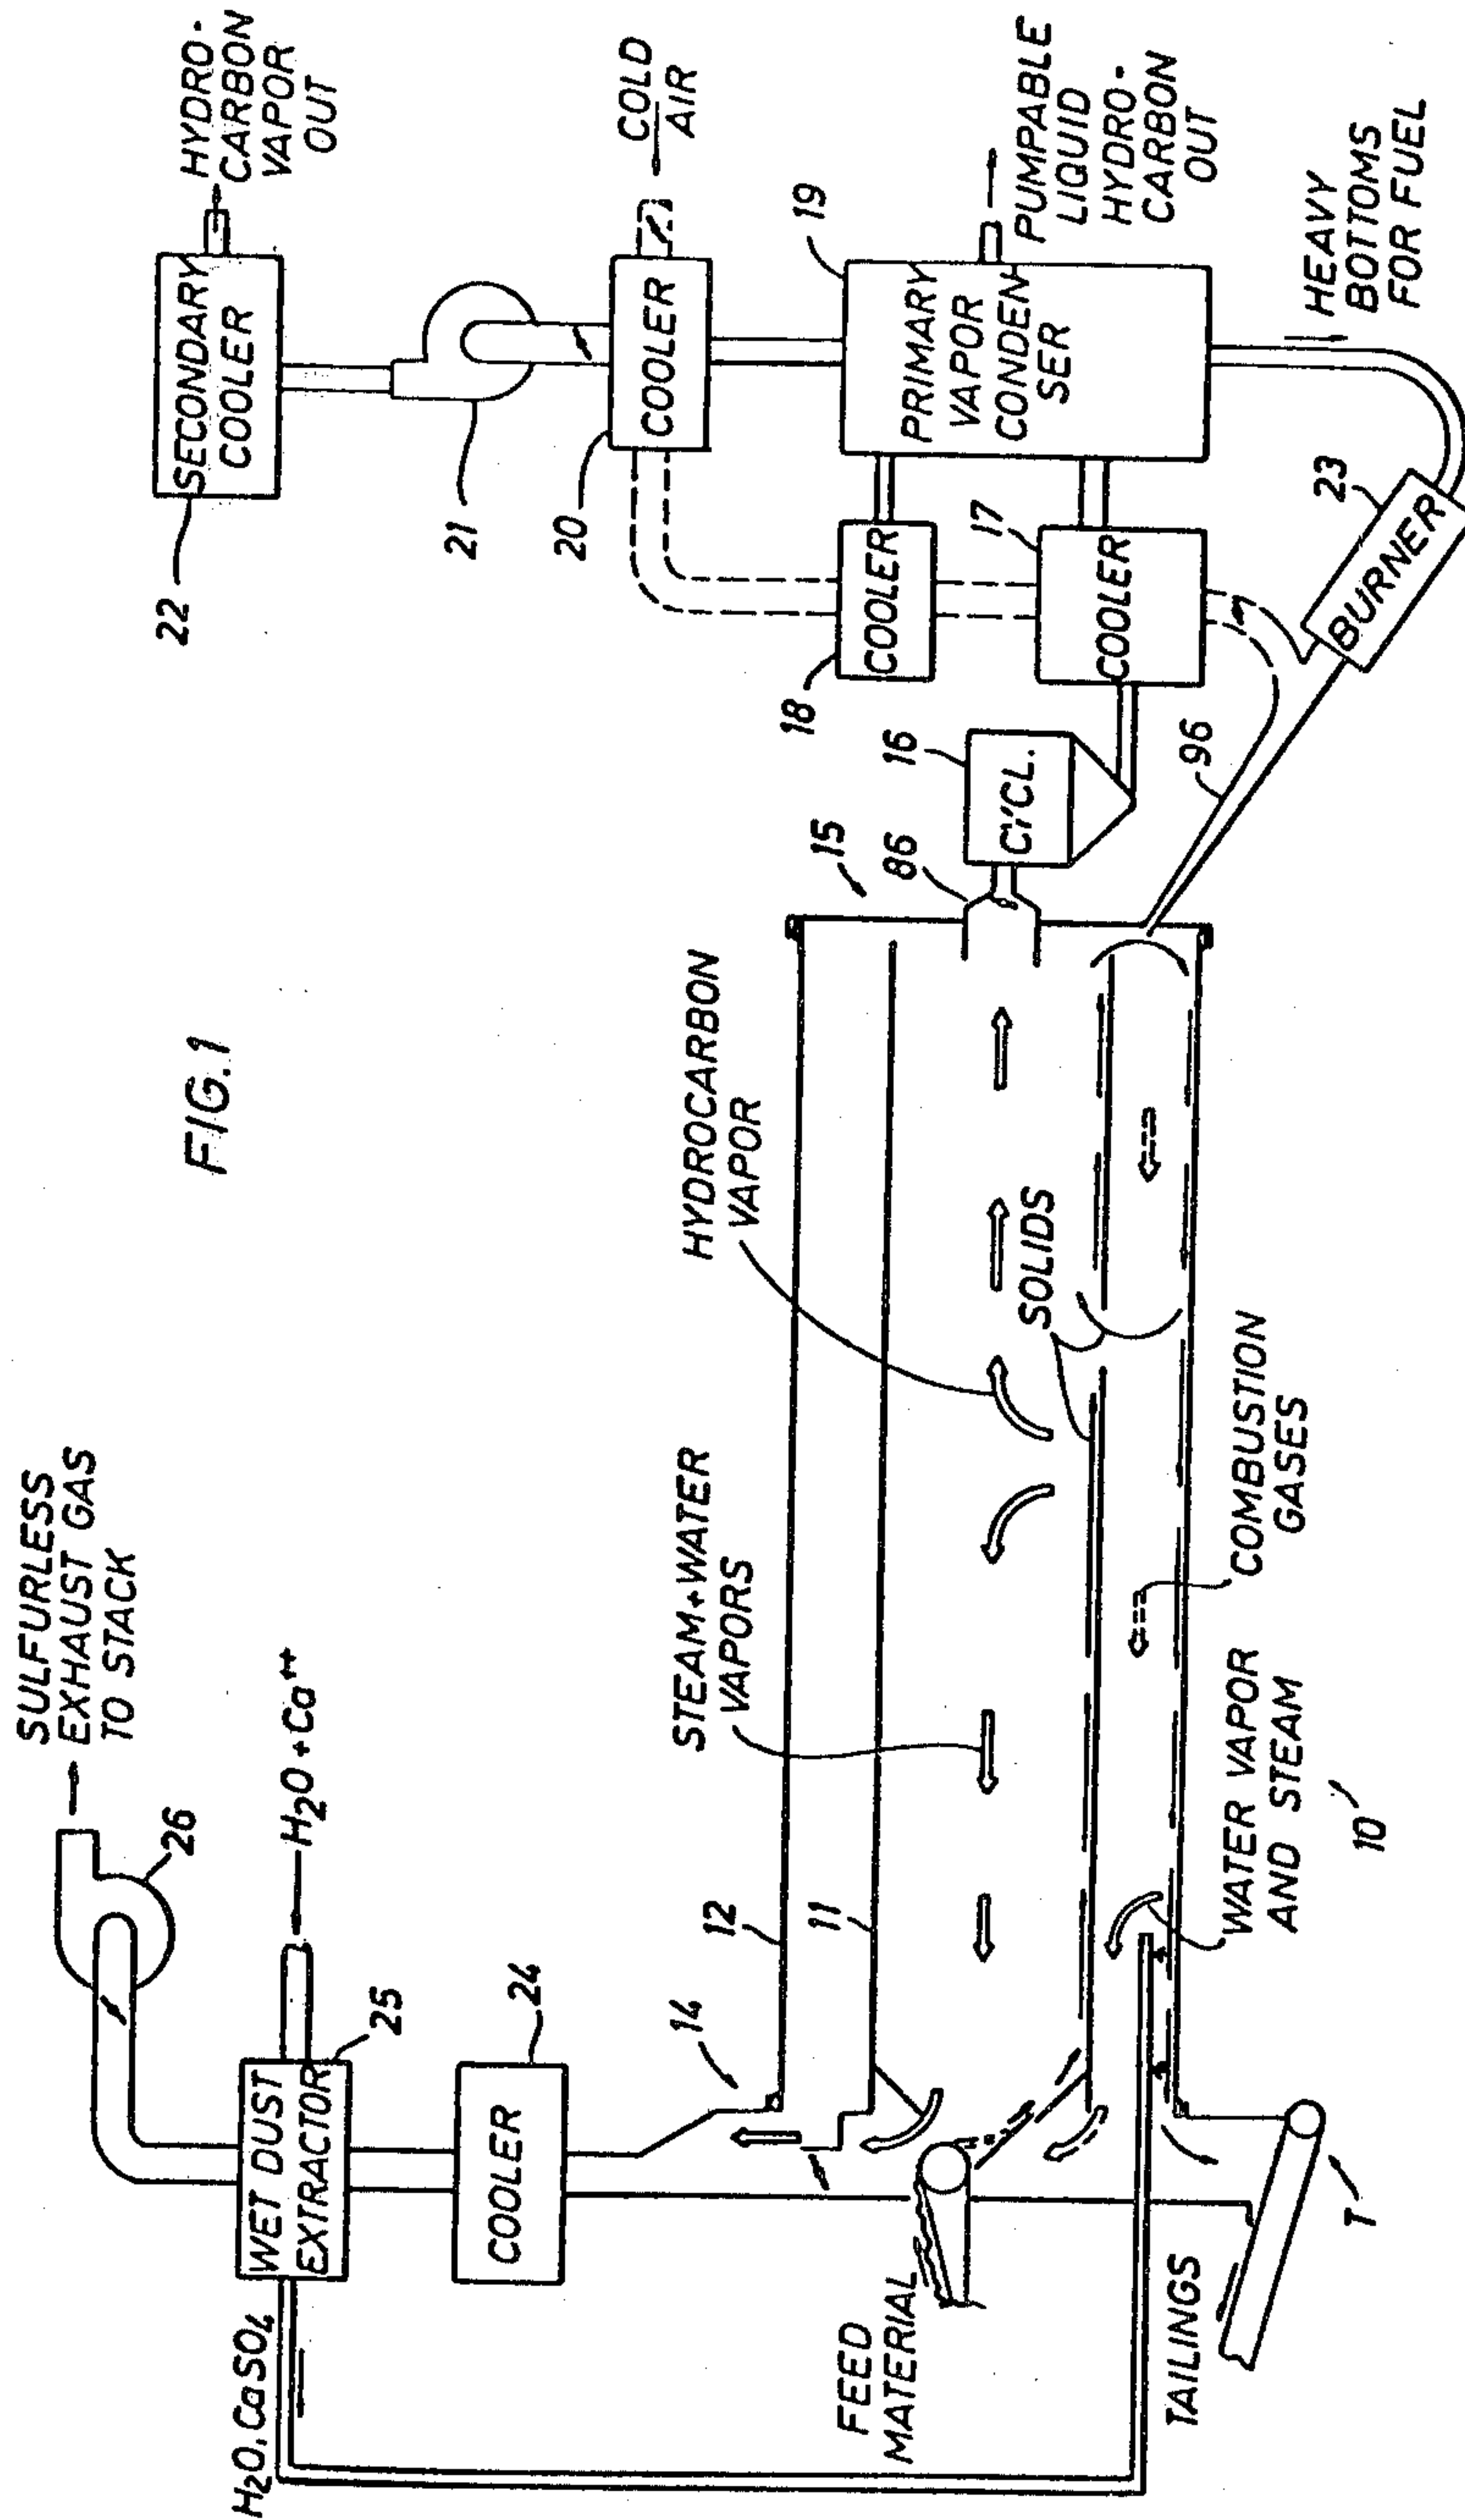 FIG.1
SULFURLESS
EXHAUST GAS
TO STACK
26
H2O + Ca++
WET DUST
EXTRACTOR
25
H2O, CaSO4
COOLER
24
14
12
11
STEAM+WATER
VAPORS
HYDROCARBON
VAPOR
SOLIDS
FEED
MATERIAL
TAILINGS
T
WATER VAPOR
AND STEAM
10
COMBUSTION
GASES
15
86
CYCL.
16
96
SECONDARY
COOLER
22
HYDRO-
CARBON
VAPOR
OUT
21
COOLER
20
COLD
AIR
19
PRIMARY
VAPOR
CONDEN
SER
PUMPABLE
LIQUID
HYDRO-
CARBON
OUT
COOLER
18
COOLER
17
HEAVY
BOTTOMS
FOR FUEL
BURNER
23